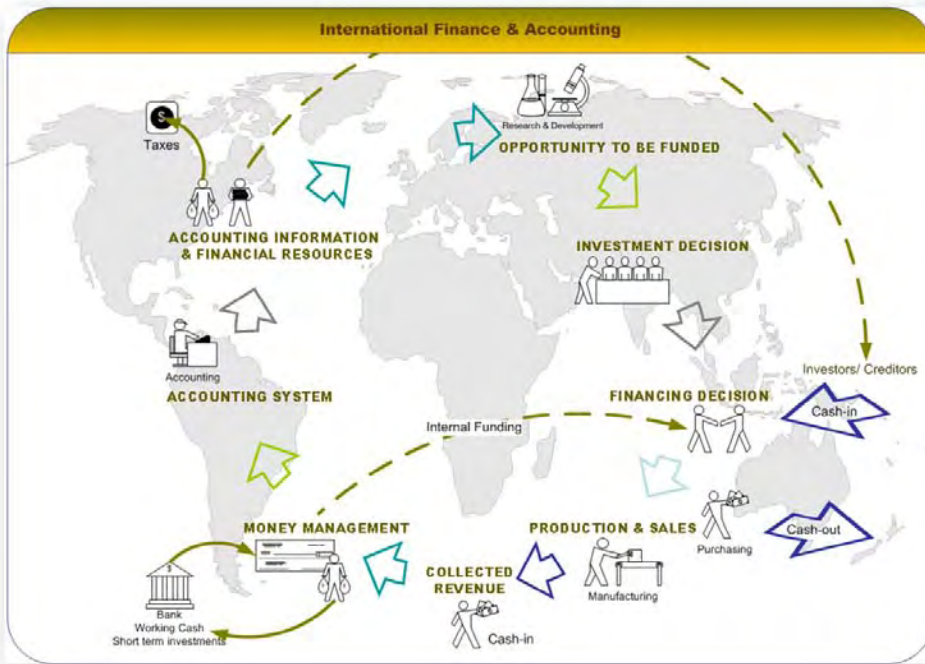 International Finance & Accounting
$
Taxes
Research & Development
OPPORTUNITY TO BE FUNDED
ACCOUNTING INFORMATION
& FINANCIAL RESOURCES
INVESTMENT DECISION
Accounting
ACCOUNTING SYSTEM
Investors/ Creditors
FINANCING DECISION
Cash-in
Internal Funding
MONEY MANAGEMENT
PRODUCTION & SALES
Purchasing
Cash-out
COLLECTED
REVENUE
Manufacturing
Cash-in
$
Bank
Working Cash
Short term investments